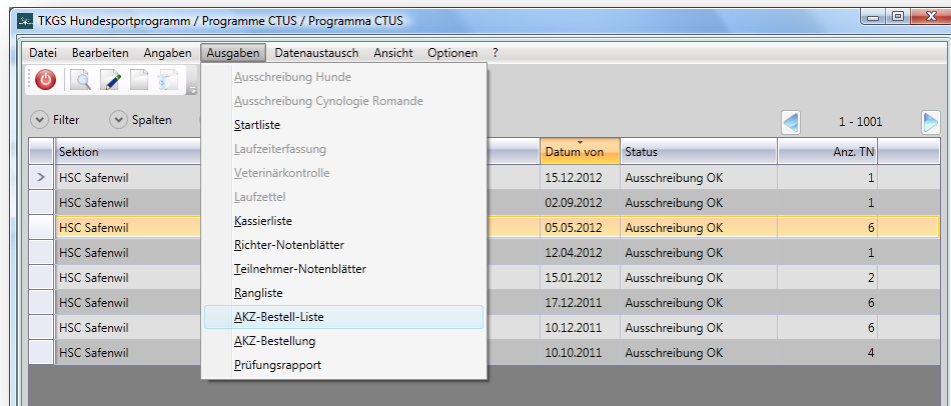 TKGS Hundesportprogramm / Programme CTUS / Programma CTUS
Datei Bearbeiten Angaben Ausgaben Datenaustausch Ansicht Optionen ?
Ausschreibung Hunde
Ausschreibung Cynologie Romande
Startliste
Laufzeiterfassung
Veterinärkontrolle
Laufzettel
Kassierliste
Richter-Notenblätter
Teilnehmer-Notenblätter
Rangliste
AKZ-Bestell-Liste
AKZ-Bestellung
Prüfungsrapport
Filter Spalten 1 - 1001
Sektion Datum von Status Anz. TN
> HSC Safenwil 15.12.2012 Ausschreibung OK 1
HSC Safenwil 02.09.2012 Ausschreibung OK 1
HSC Safenwil 05.05.2012 Ausschreibung OK 6
HSC Safenwil 12.04.2012 Ausschreibung OK 1
HSC Safenwil 15.01.2012 Ausschreibung OK 2
HSC Safenwil 17.12.2011 Ausschreibung OK 6
HSC Safenwil 10.12.2011 Ausschreibung OK 6
HSC Safenwil 10.10.2011 Ausschreibung OK 4